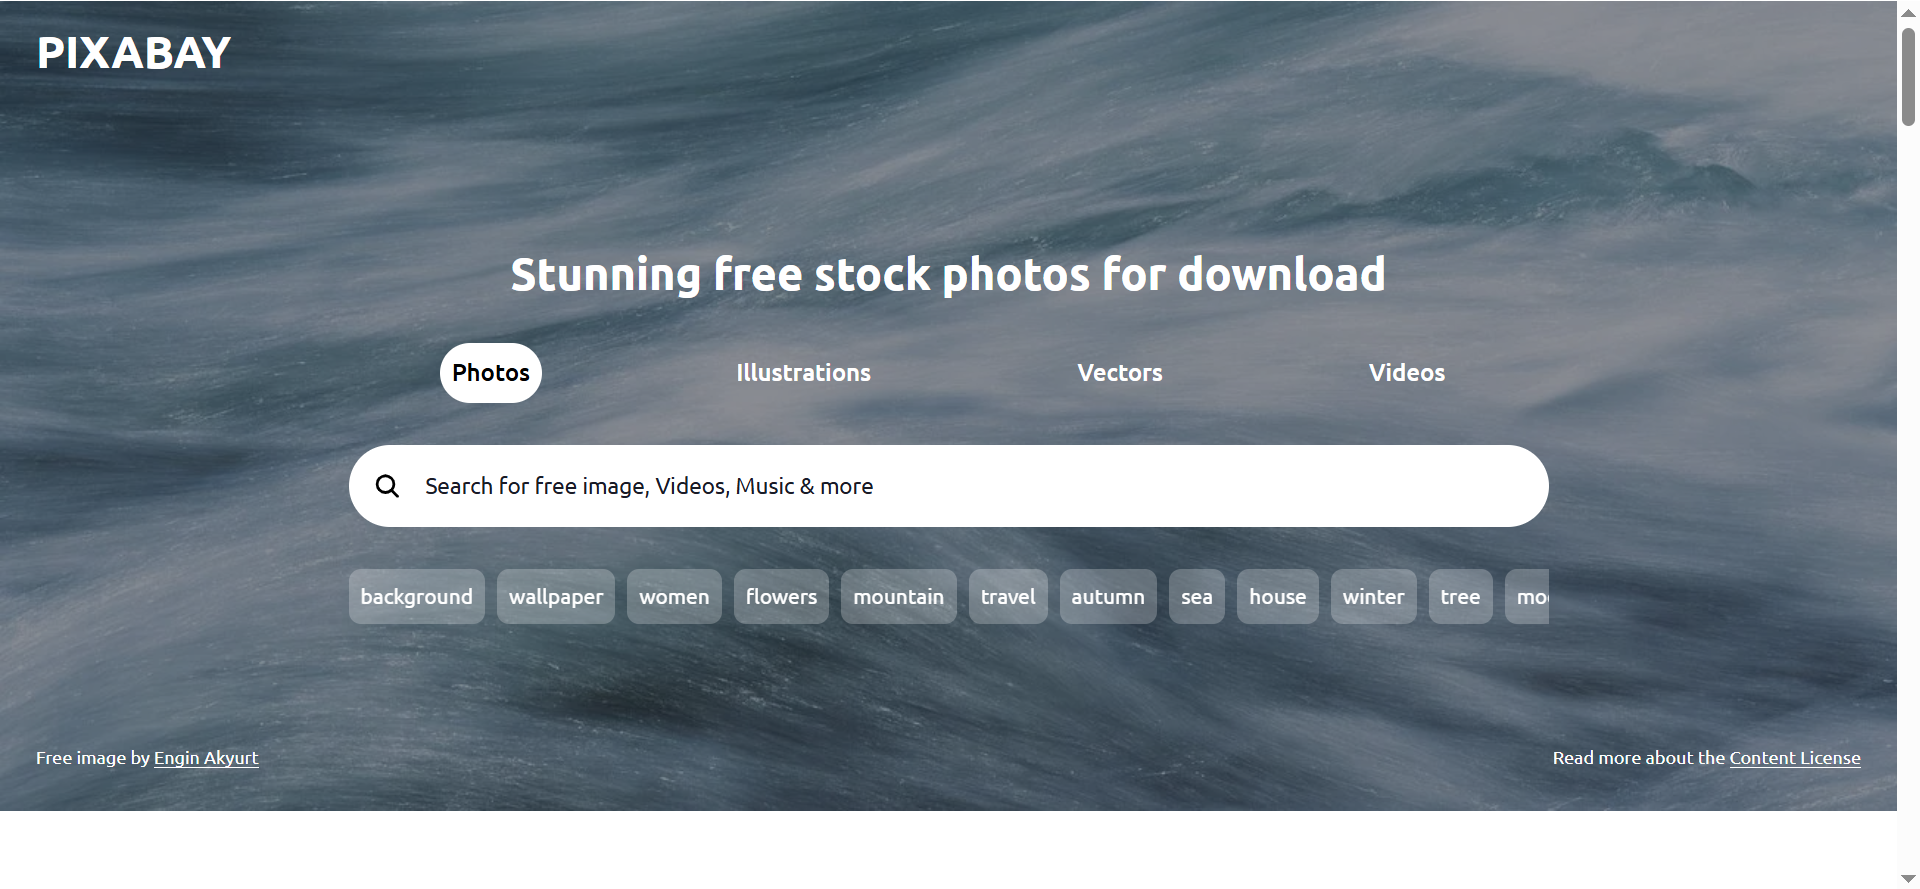 PIXABAY
Stunning free stock photos for download
Photos Illustrations Vectors Videos
Search for free image, Videos, Music & more
background wallpaper women flowers mountain travel autumn sea house winter tree
Free image by Engin Akyurt
Read more about the Content License